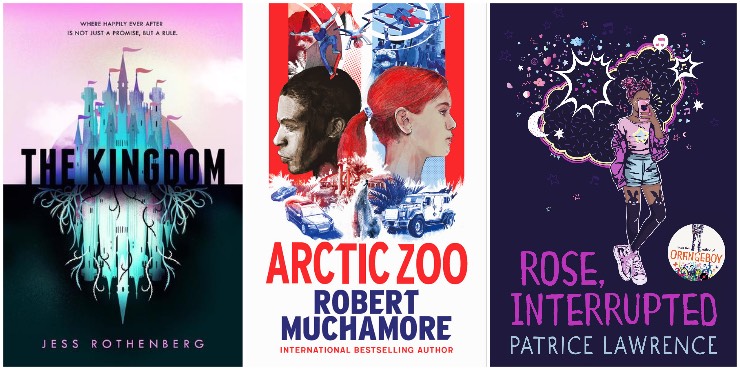 WHERE HAPPILY EVER AFTER
IS NOT JUST A PROMISE, BUT A RULE.
THE KINGDOM
JESS ROTHENBERG
ARCTIC ZOO
ROBERT
MUCHAMORE
INTERNATIONAL BESTSELLING AUTHOR
ORANGEBOY
ROSE,
INTERRUPTED
PATRICE LAWRENCE